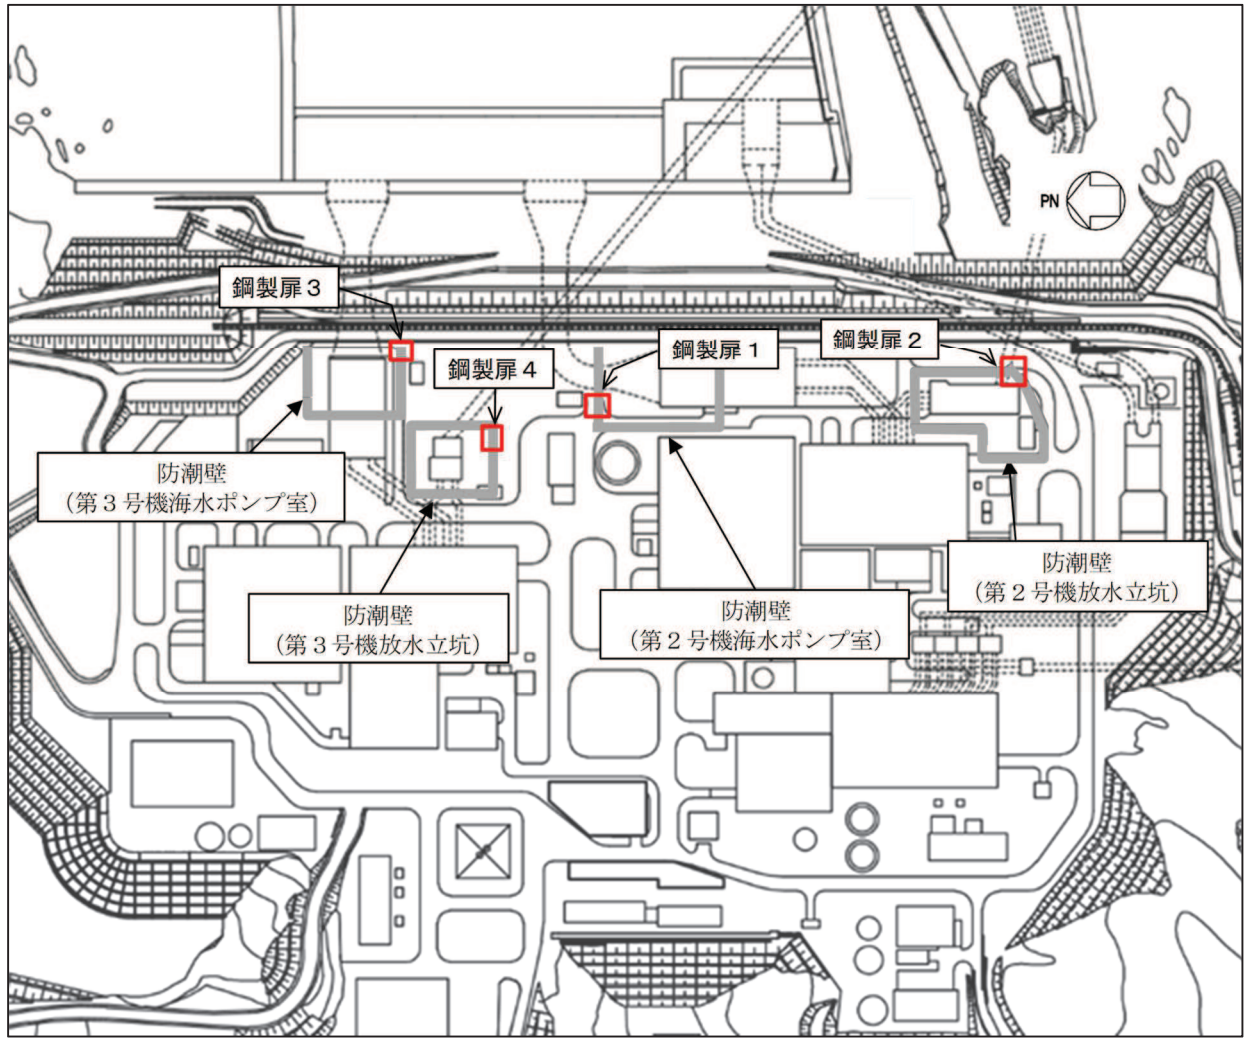 PN
鋼製扉3
鋼製扉4
鋼製扉1
鋼製扉2
防潮壁
(第3号機海水ポンプ室)
防潮壁
(第3号機放水立坑)
防潮壁
(第2号機海水ポンプ室)
防潮壁
(第2号機放水立坑)